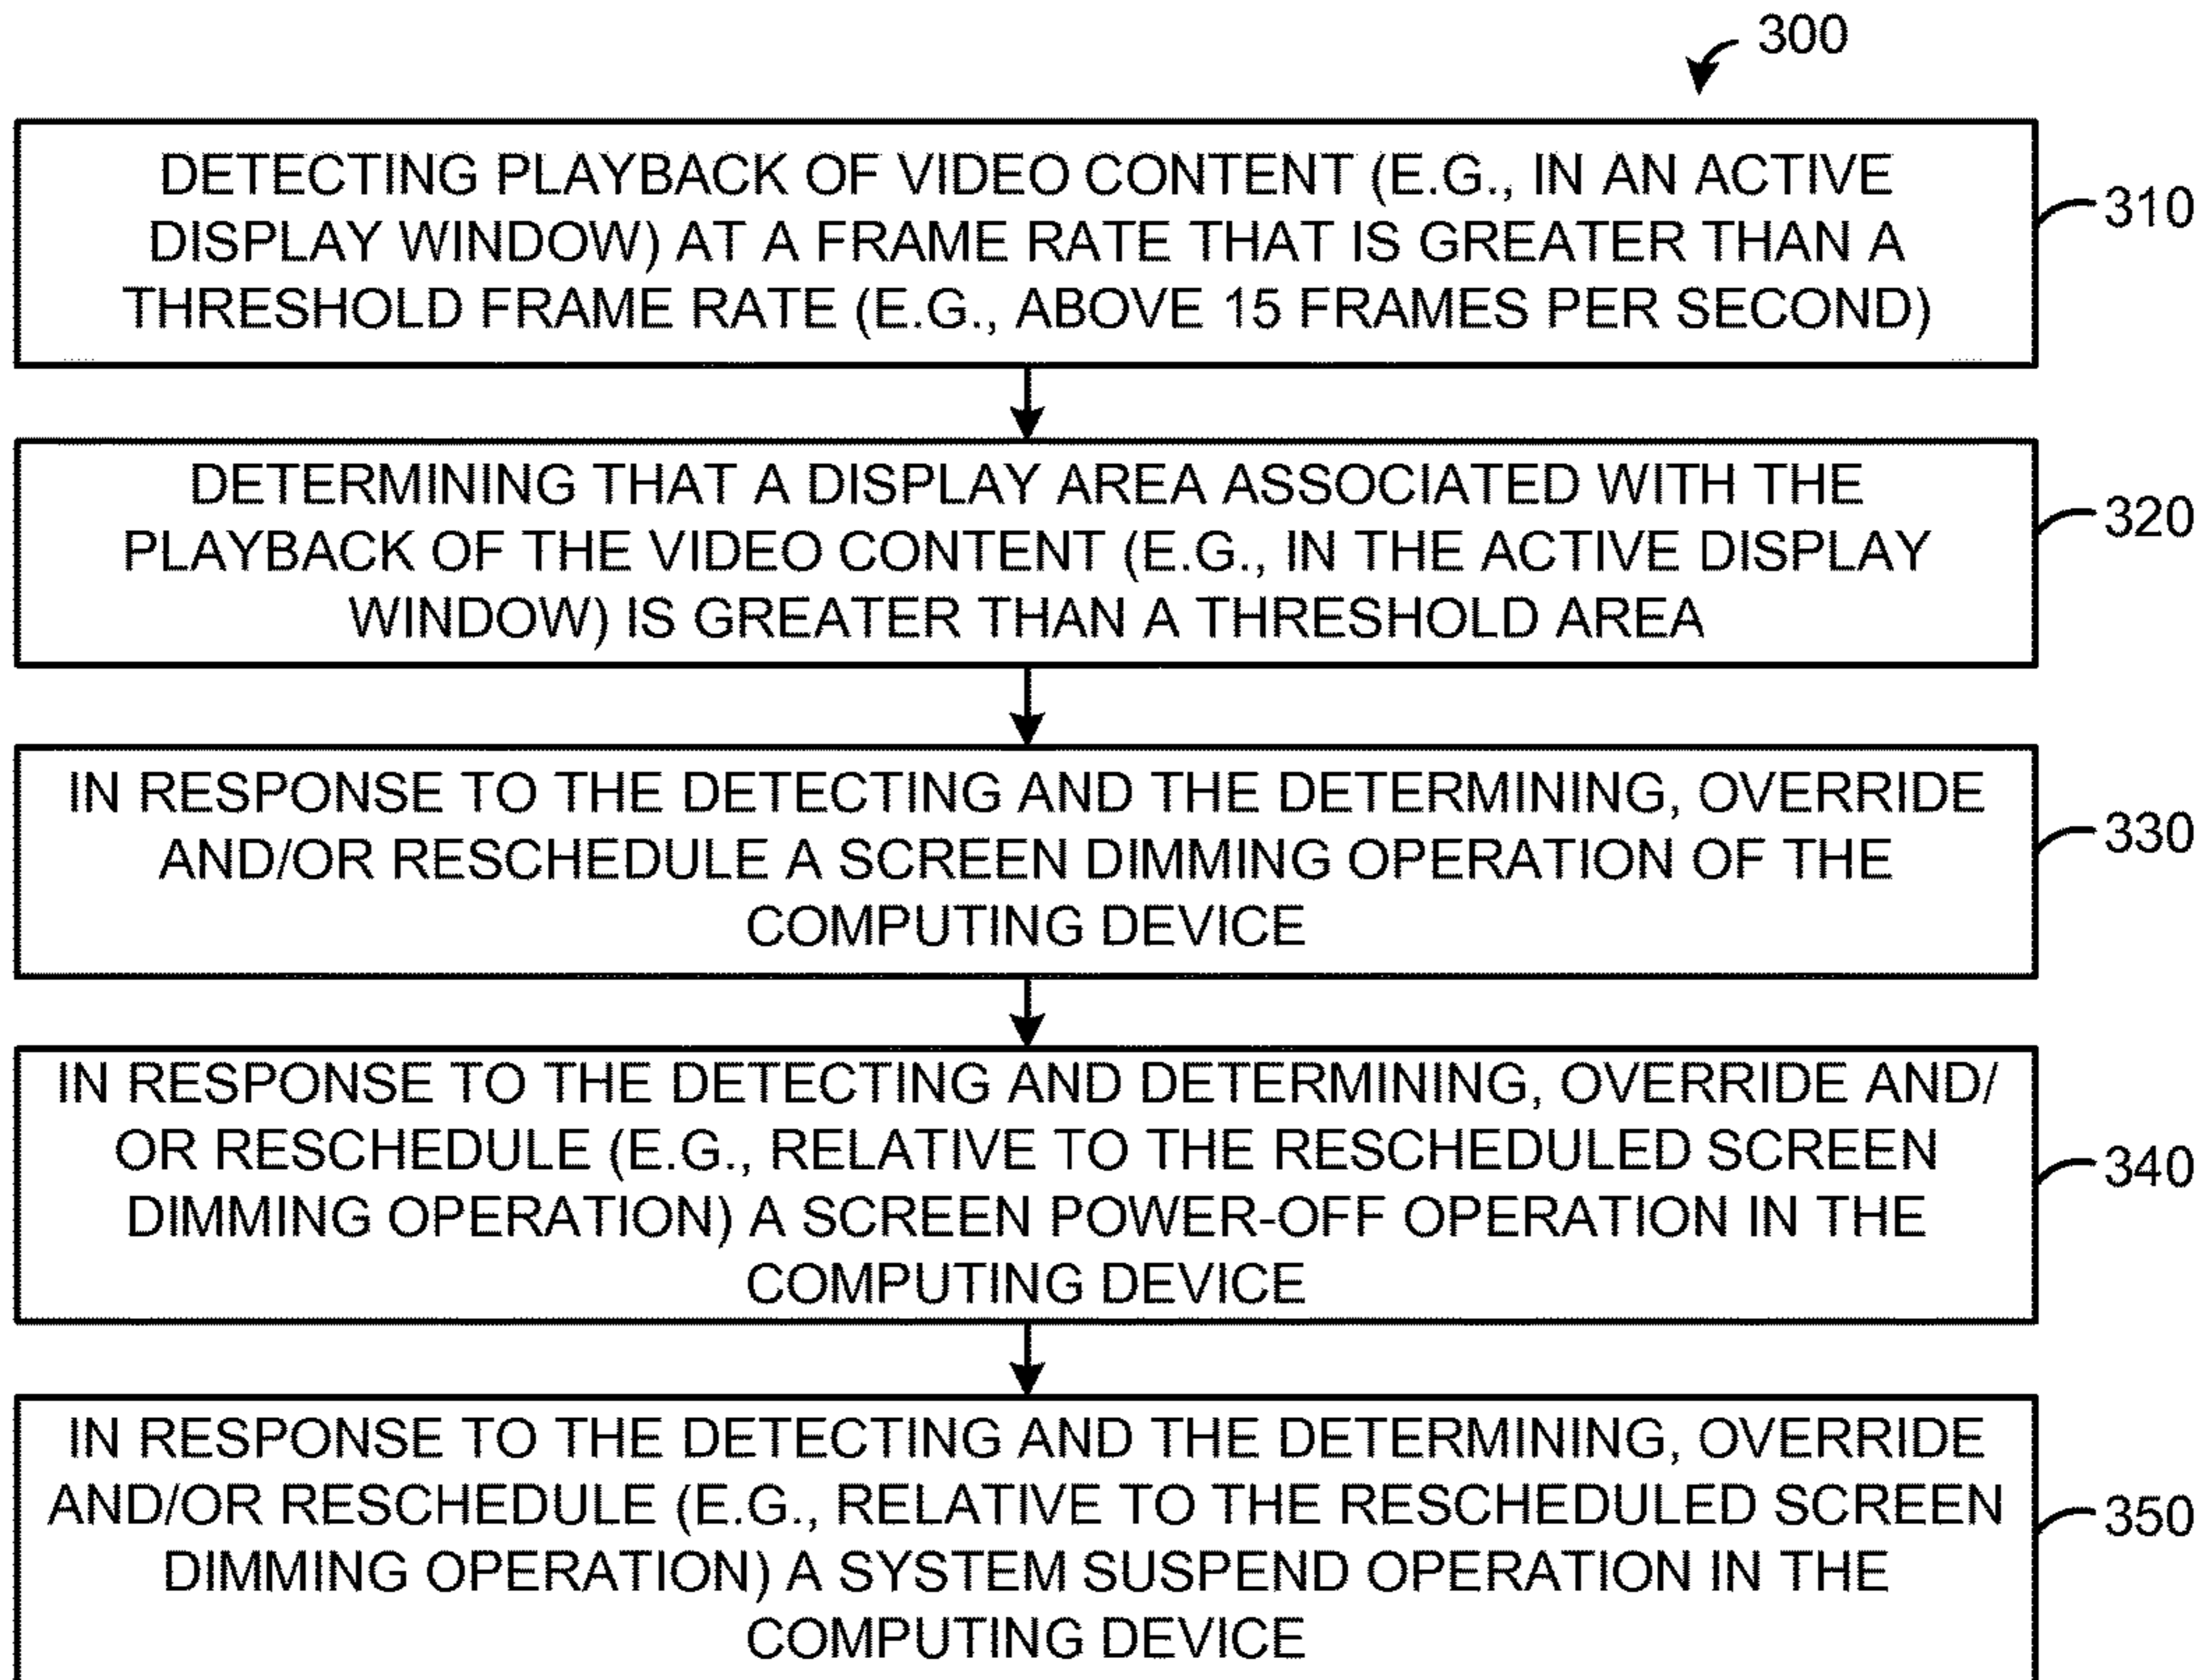 300
DETECTING PLAYBACK OF VIDEO CONTENT (E.G., IN AN ACTIVE
DISPLAY WINDOW) AT A FRAME RATE THAT IS GREATER THAN A
THRESHOLD FRAME RATE (E.G., ABOVE 15 FRAMES PER SECOND)
310
DETERMINING THAT A DISPLAY AREA ASSOCIATED WITH THE
PLAYBACK OF THE VIDEO CONTENT (E.G., IN THE ACTIVE DISPLAY
WINDOW) IS GREATER THAN A THRESHOLD AREA
320
IN RESPONSE TO THE DETECTING AND THE DETERMINING, OVERRIDE
AND/OR RESCHEDULE A SCREEN DIMMING OPERATION OF THE
COMPUTING DEVICE
330
IN RESPONSE TO THE DETECTING AND DETERMINING, OVERRIDE AND/
OR RESCHEDULE (E.G., RELATIVE TO THE RESCHEDULED SCREEN
DIMMING OPERATION) A SCREEN POWER-OFF OPERATION IN THE
COMPUTING DEVICE
340
IN RESPONSE TO THE DETECTING AND THE DETERMINING, OVERRIDE
AND/OR RESCHEDULE (E.G., RELATIVE TO THE RESCHEDULED SCREEN
DIMMING OPERATION) A SYSTEM SUSPEND OPERATION IN THE
COMPUTING DEVICE
350